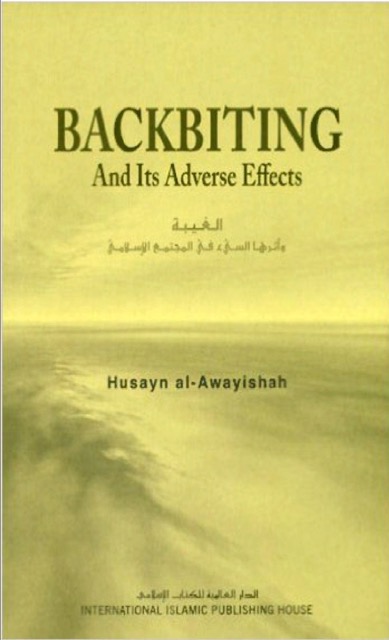 BACKBITING
And Its Adverse Effects
الغيبة
وأثرها السيء في المجتمع الإسلامي
Husayn al-Awayishah
الدار العالمية للكتاب الإسلامي
INTERNATIONAL ISLAMIC PUBLISHING HOUSE